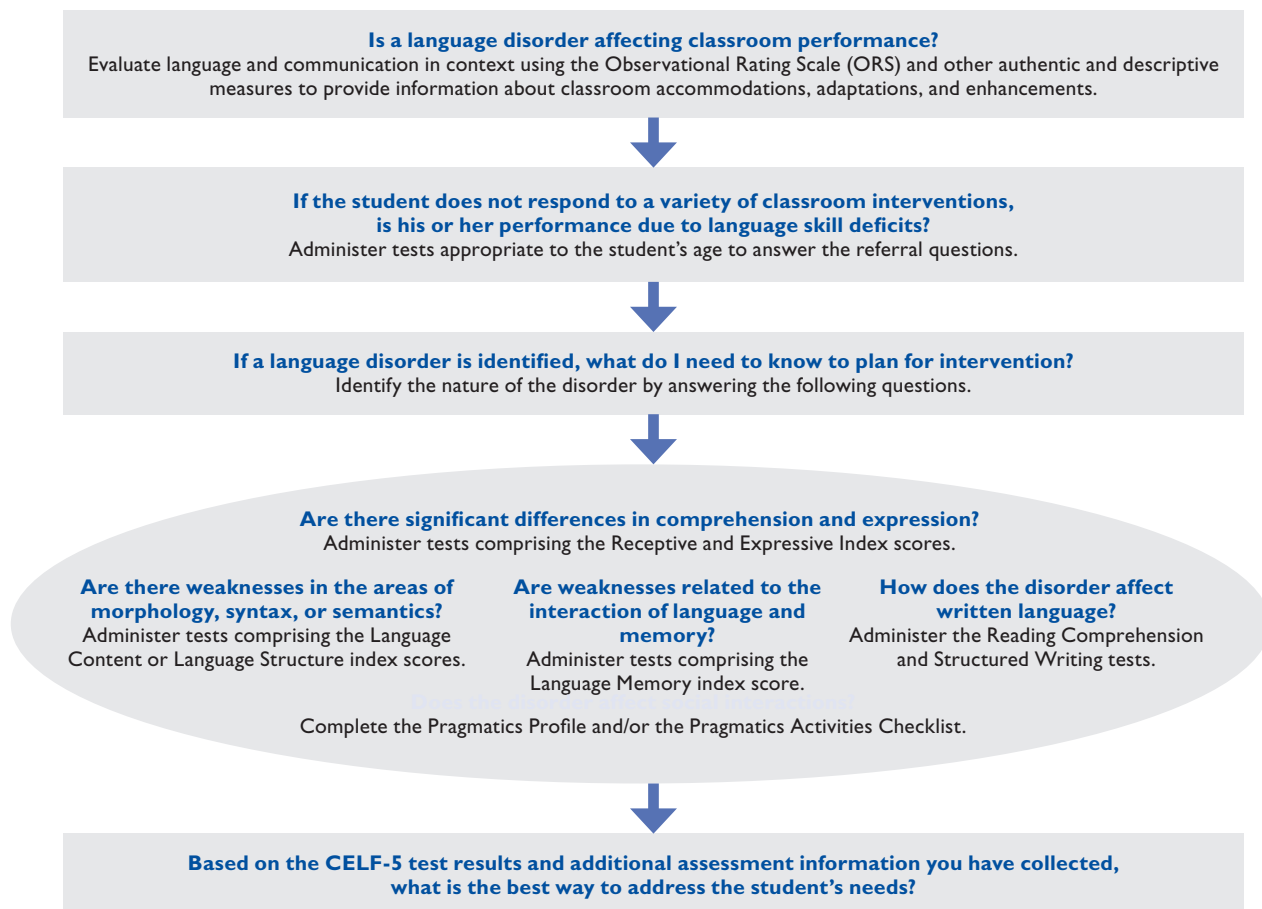 Is a language disorder affecting classroom performance?
Evaluate language and communication in context using the Observational Rating Scale (ORS) and other authentic and descriptive
measures to provide information about classroom accommodations, adaptations, and enhancements.
If the student does not respond to a variety of classroom interventions,
is his or her performance due to language skill deficits?
Administer tests appropriate to the student’s age to answer the referral questions.
If a language disorder is identified, what do I need to know to plan for intervention?
Identify the nature of the disorder by answering the following questions.
Are there significant differences in comprehension and expression?
Administer tests comprising the Receptive and Expressive Index scores.
Are there weaknesses in the areas of
morphology, syntax, or semantics?
Administer tests comprising the Language
Content or Language Structure index scores.
Are weaknesses related to the
interaction of language and
memory?
Administer tests comprising the
Language Memory index score.
How does the disorder affect
written language?
Administer the Reading Comprehension
and Structured Writing tests.
Does the disorder affect social interactions?
Complete the Pragmatics Profile and/or the Pragmatics Activities Checklist.
Based on the CELF-5 test results and additional assessment information you have collected,
what is the best way to address the student’s needs?